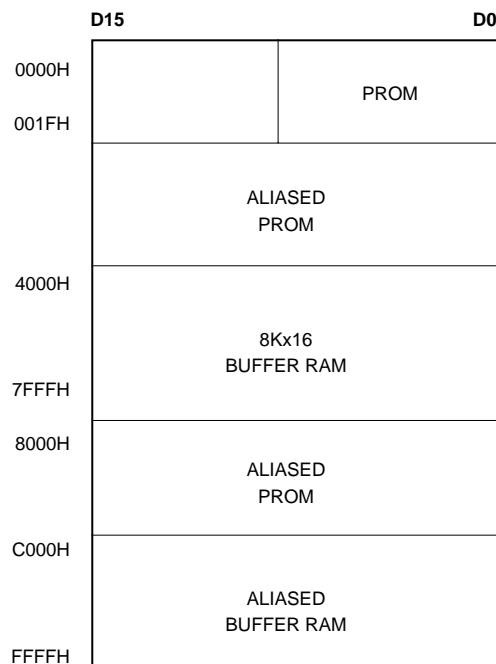 D15 D0
0000H
PROM
001FH
ALIASED
PROM
4000H
8Kx16
BUFFER RAM
7FFFH
8000H
ALIASED
PROM
C000H
ALIASED
BUFFER RAM
FFFFH